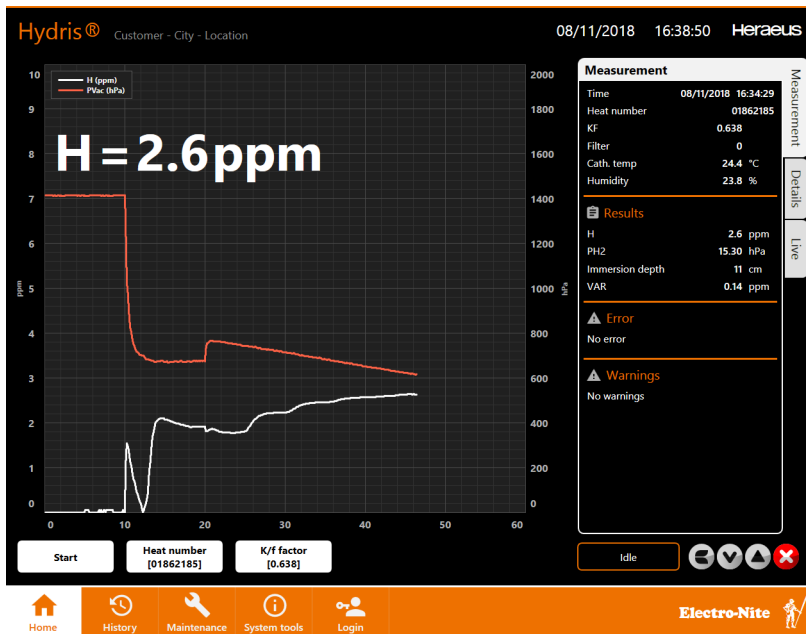 Hydris® Customer - City - Location 08/11/2018 16:38:50 Heraeus
10
9
8
7
6
5
4
3
2
1
0
ppm
H (ppm)
PVac (hPa)
H = 2.6 ppm
2000
1800
1600
1400
1200
1000
800
600
400
200
0
hPa
0 10 20 30 40 50 60
Measurement
Time 08/11/2018 16:34:29
Heat number 01862185
KF 0.638
Filter 0
Cath. temp 24.4 °C
Humidity 23.8 %
Results
H 2.6 ppm
PH2 15.30 hPa
Immersion depth 11 cm
VAR 0.14 ppm
Error
No error
Warnings
No warnings
Measurement
Details
Live
Start
Heat number
[01862185]
K/f factor
[0.638]
Idle
Home
History
Maintenance
System tools
Login
Electro-Nite